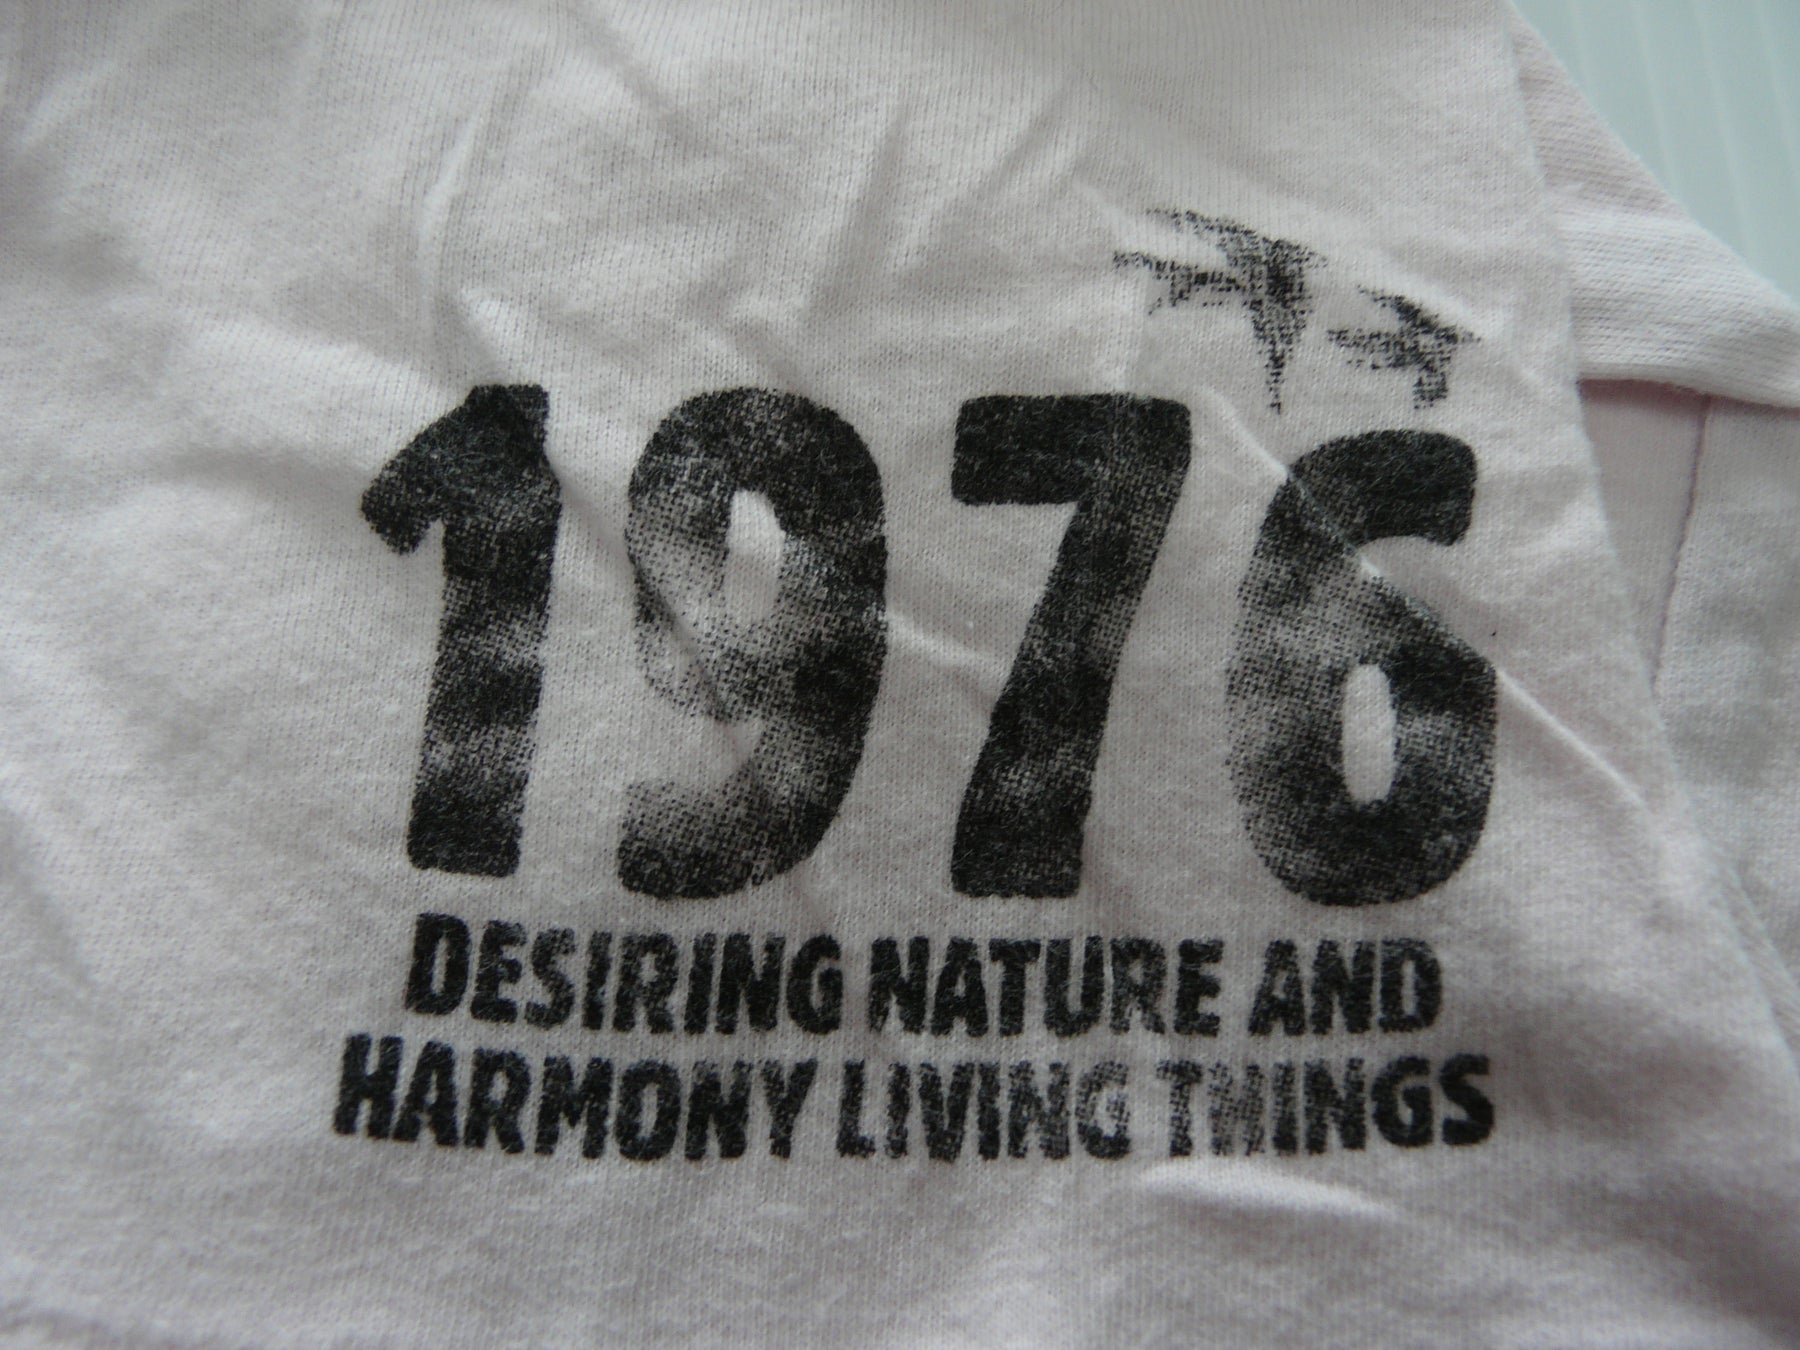 1976
DESIRING NATURE AND
HARMONY LIVING THINGS